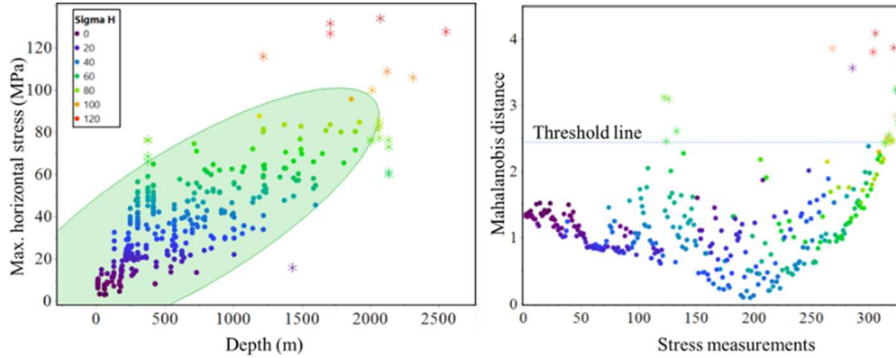 Sigma H
0
20
40
60
80
100
120
Max. horizontal stress (MPa)
120
100
80
60
40
20
0
0 500 1000 1500 2000 2500
Depth (m)
Mahalanobis distance
4
3
2
1
0
Threshold line
0 50 100 150 200 250 300
Stress measurements